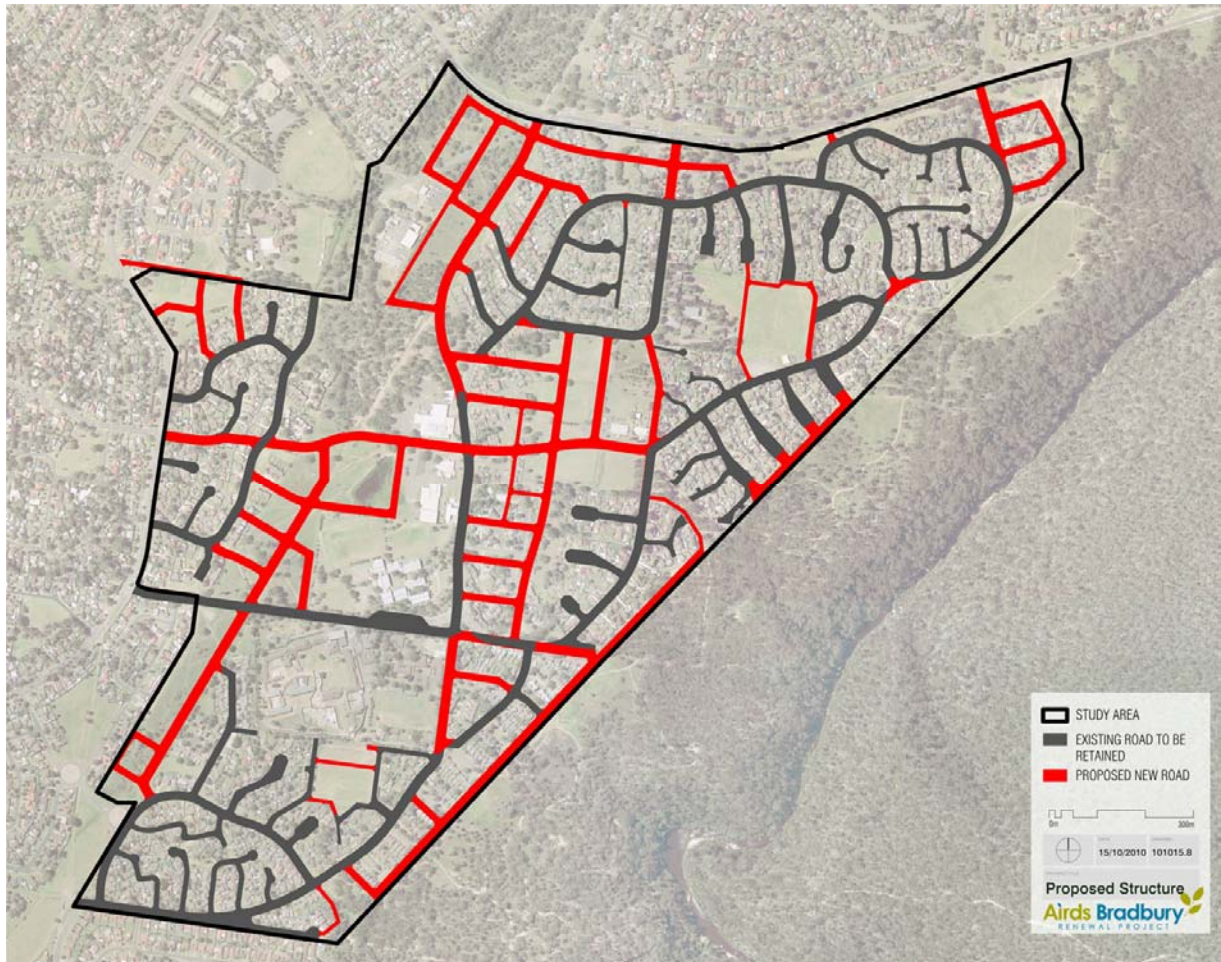 STUDY AREA
EXISTING ROAD TO BE
RETAINED
PROPOSED NEW ROAD
0m 300m
15/10/2010 101015.8
Proposed Structure
Airds Bradbury
RENEWAL PROJECT